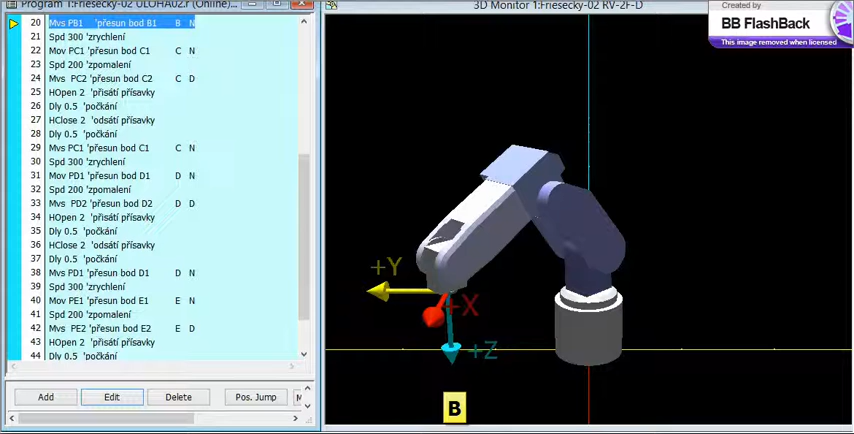 Program 1:Friesecky-02 ULOHA02.r (Online)...
20 Mvs PB1 'přesun bod B1 B N
21 Spd 300 'zrychlení
22 Mov PC1 'přesun bod C1 C N
23 Spd 200 'zpomalení
24 Mvs PC2 'přesun bod C2 C D
25 HOpen 2 'přisátí přísavky
26 Dly 0.5 'počkání
27 HClose 2 'odsátí přísavky
28 Dly 0.5 'počkání
29 Mvs PC1 'přesun bod C1 C N
30 Spd 300 'zrychlení
31 Mov PD1 'přesun bod D1 D N
32 Spd 200 'zpomalení
33 Mvs PD2 'přesun bod D2 D D
34 HOpen 2 'přisátí přísavky
35 Dly 0.5 'počkání
36 HClose 2 'odsátí přísavky
37 Dly 0.5 'počkání
38 Mvs PD1 'přesun bod D1 D N
39 Spd 300 'zrychlení
40 Mov PE1 'přesun bod E1 E N
41 Spd 200 'zpomalení
42 Mvs PE2 'přesun bod E2 E D
43 HOpen 2 'přisátí přísavky
44 Dly 0.5 'počkání
Add Edit Delete Pos. Jump
3D Monitor 1:Friesecky-02 RV-2F-D
+Y
+X
+Z
B
Created by
BB FlashBack
This image removed when licensed